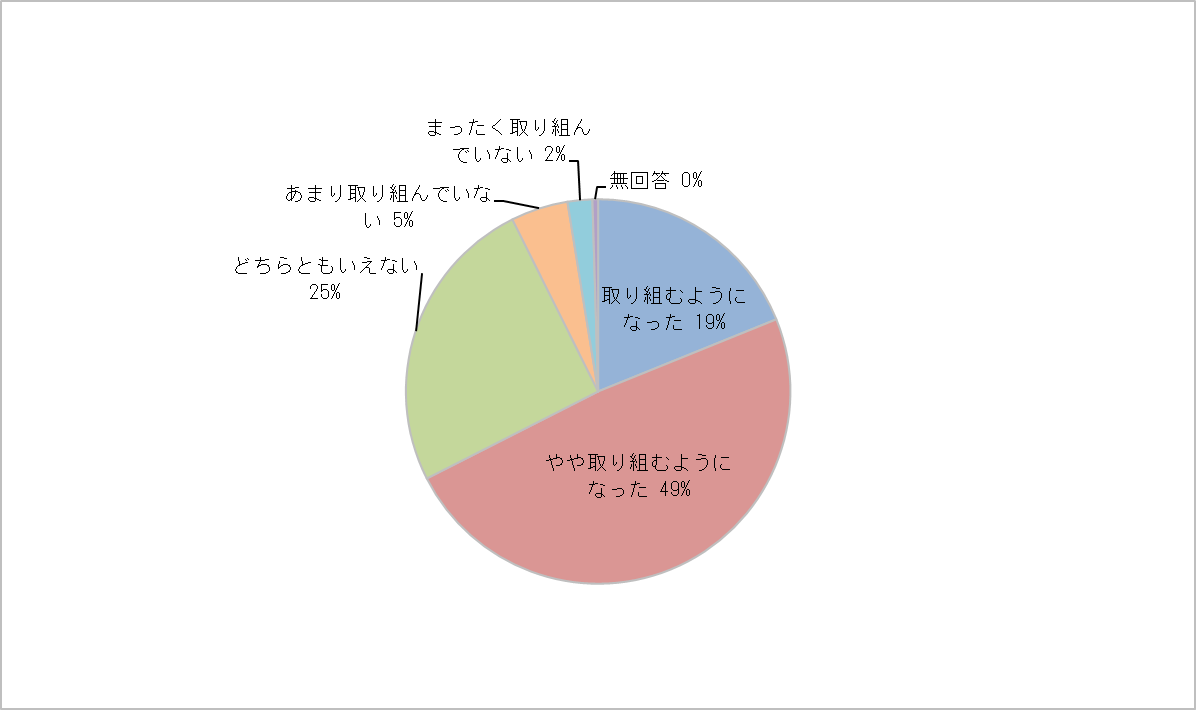 まったく取り組ん
でいない 2%
無回答 0%
あまり取り組んでいな
い 5%
どちらともいえない
25%
取り組むように
なった 19%
やや取り組むように
なった 49%